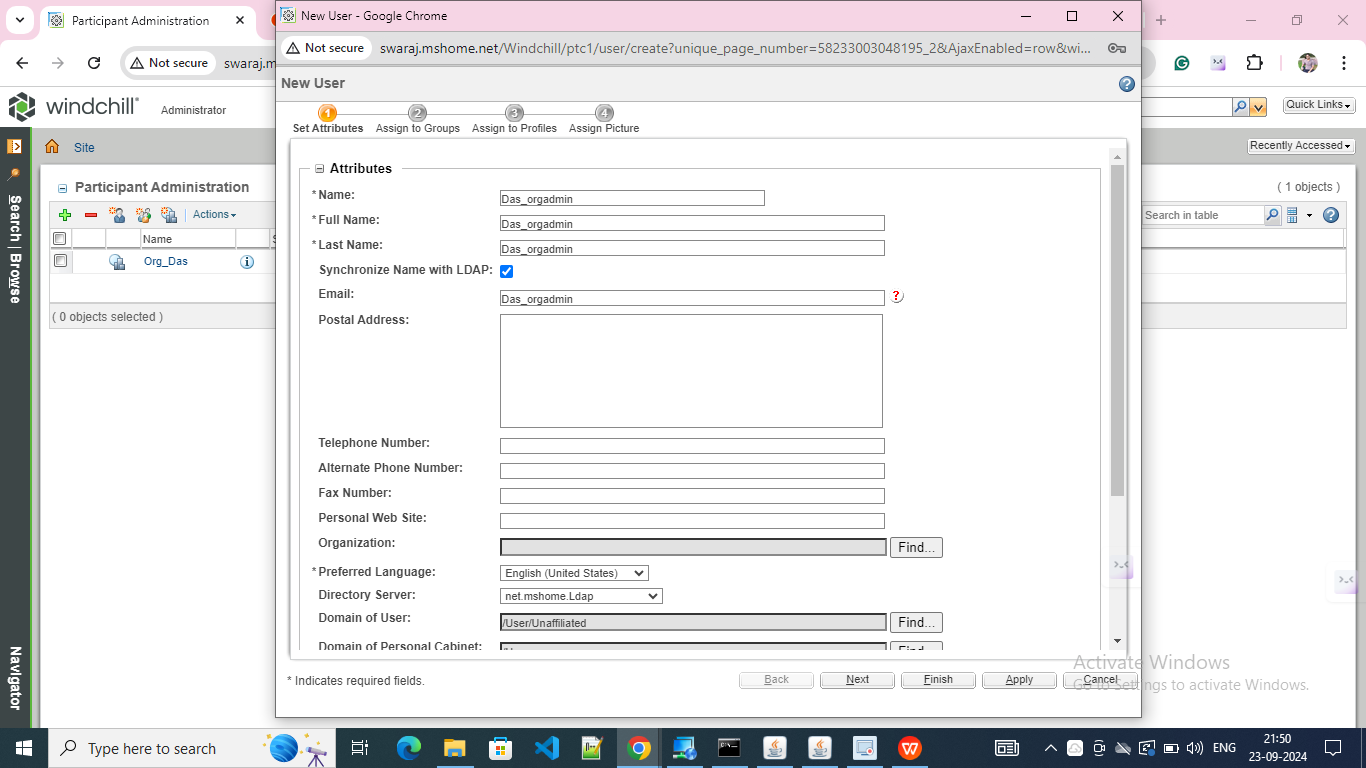 Participant Administration
New User - Google Chrome
Not secure
swaraj.m
Not secure
swaraj.mshome.net/Windchill/ptc1/user/create?unique_page_number=58233003048195_2&AjaxEnabled=row&wi...
windchill
Administrator
Quick Links
Site
Recently Accessed
Participant Administration
( 1 objects )
Actions
Search in table
Name
S
Org_Das
( 0 objects selected )
Search | Browse
Navigator
New User
1 2 3 4
Set Attributes Assign to Groups Assign to Profiles Assign Picture
Attributes
* Name: Das_orgadmin
* Full Name: Das_orgadmin
* Last Name: Das_orgadmin
Synchronize Name with LDAP:
Email: Das_orgadmin ?
Postal Address:
Telephone Number:
Alternate Phone Number:
Fax Number:
Personal Web Site:
Organization: Find...
* Preferred Language: English (United States)
Directory Server: net.mshome.Ldap
Domain of User: /User/Unaffiliated Find...
Domain of Personal Cabinet: Find...
* Indicates required fields.
Back Next Finish Apply Cancel
Activate Windows
Go to Settings to activate Windows.
Type here to search
ENG
21:50
23-09-2024